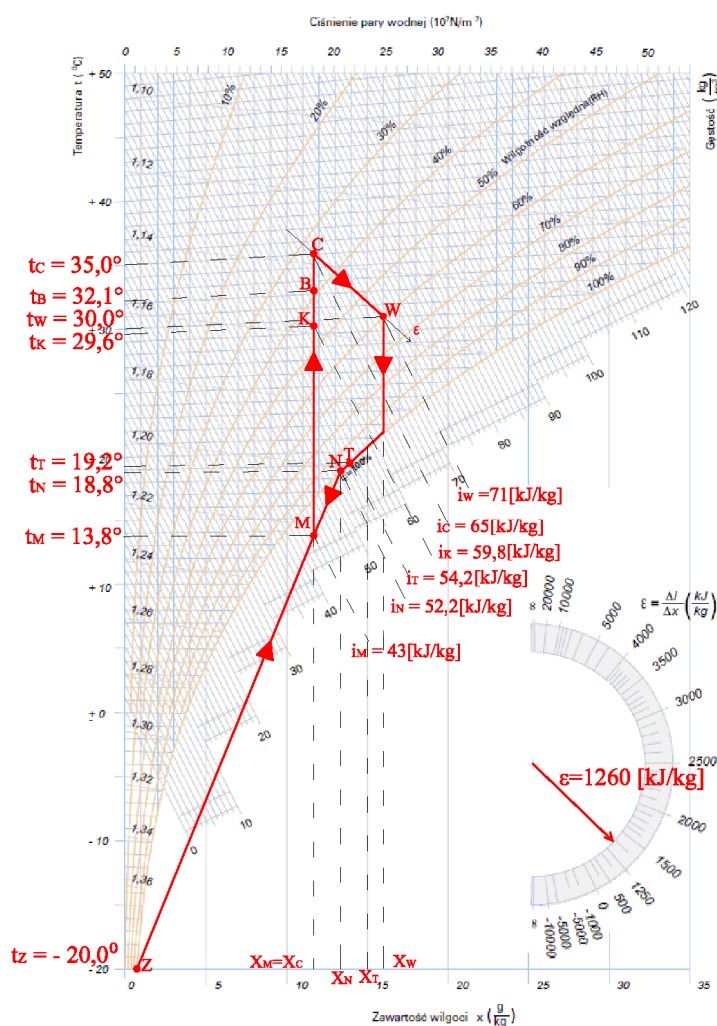 Ciśnienie pary wodnej (10²N/m²)
0 5 0 5 10 15 20 25 30 35 40 45 50
Temperatura t (⁰C)
+ 50
1,10
10%
20%
30%
40%
50%
Wilgotność względna(RH)
60%
70%
80%
90%
100%
Gęstość
1,12
+ 40
1,14
tC = 35,0°
C
tB = 32,1°
B
1,16
tW = 30,0°
+ 30
W
tK = 29,6°
K
ε
120
110
100
1,18
90
80
1,20
tT = 19,2°
N
T
70
tN = 18,8°
1,22
iW =71[kJ/kg]
tM = 13,8°
M
1,24
60
iC = 65[kJ/kg]
iK = 59,8[kJ/kg]
50
iT = 54,2[kJ/kg]
+ 10
40
iN = 52,2[kJ/kg]
1,26
30
iM = 43[kJ/kg]
1,28
± 0
1,30
20
1,32
10
- 10
1,34
0
1,36
∞ 20000 10000 5000 4000 3500 3000 2500 2000 1500 1250 500 0 -1000 -5000 -10000 ∞
ε = Δi/Δx (kJ/kg)
ε=1260 [kJ/kg]
tZ = - 20,0⁰
Z
XM=XC
XN
XT
XW
-20
5 10 15 20 25 30 35
Zawartość wilgoci x (g/kg)